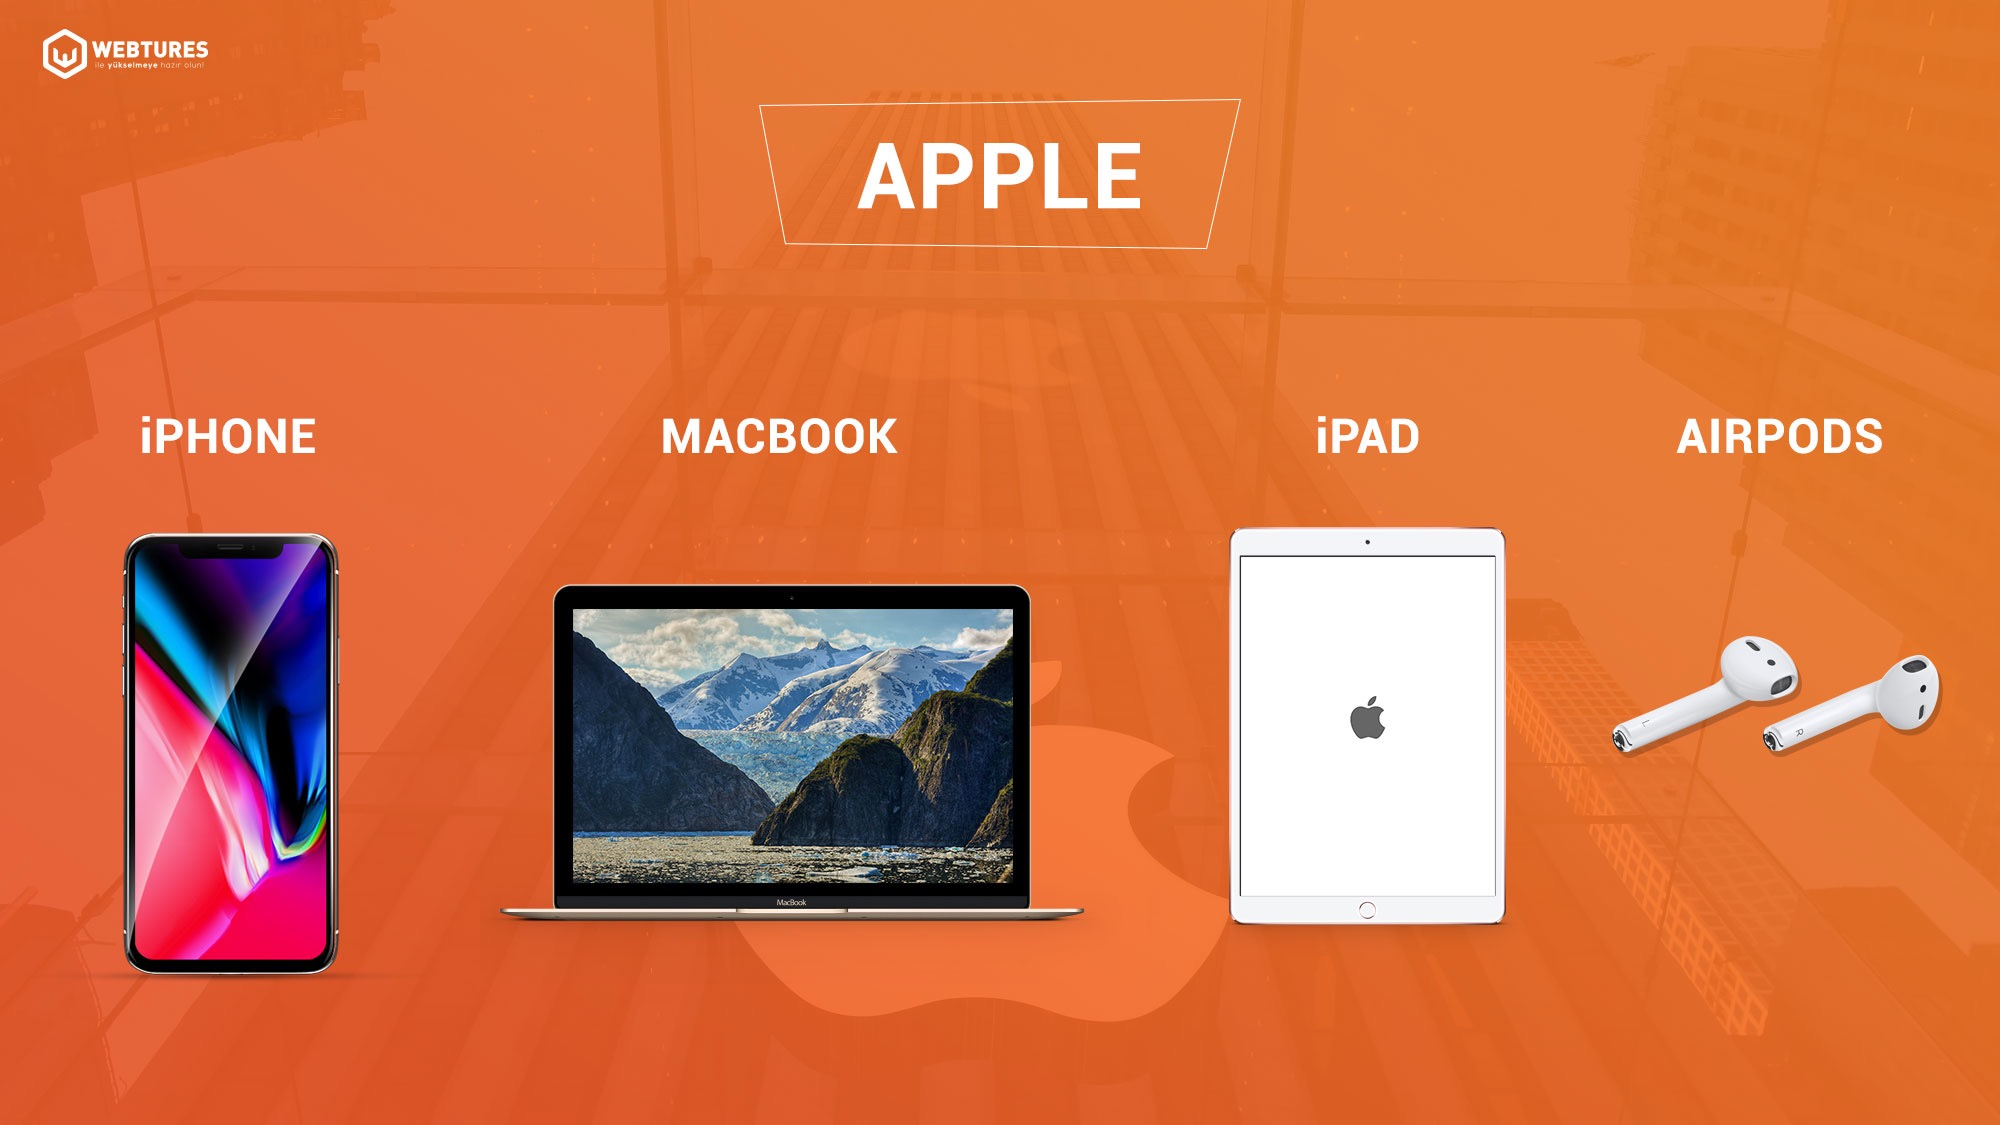 WEBTURES
ile yükselmeye hazır olun!
APPLE
iPHONE
MACBOOK
iPAD
AIRPODS
MacBook
L
R